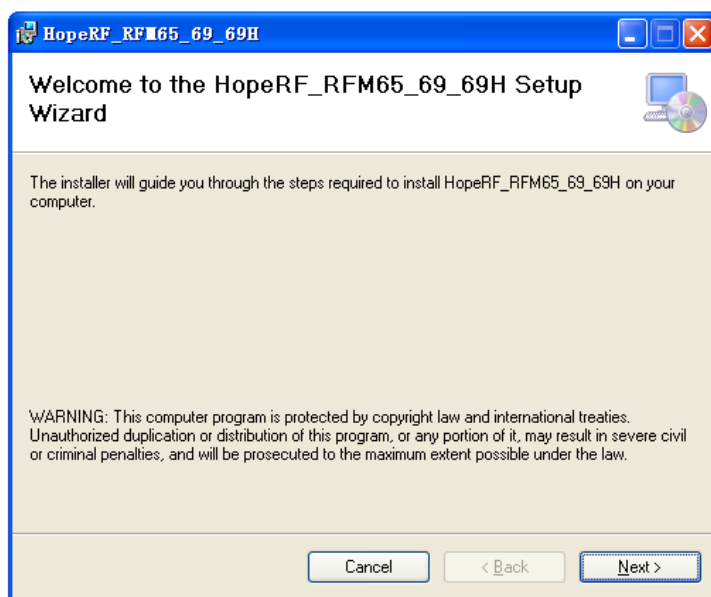 HopeRF_RFM65_69_69H
Welcome to the HopeRF_RFM65_69_69H Setup
Wizard
The installer will guide you through the steps required to install HopeRF_RFM65_69_69H on your
computer.
WARNING: This computer program is protected by copyright law and international treaties.
Unauthorized duplication or distribution of this program, or any portion of it, may result in severe civil
or criminal penalties, and will be prosecuted to the maximum extent possible under the law.
Cancel
< Back
Next >